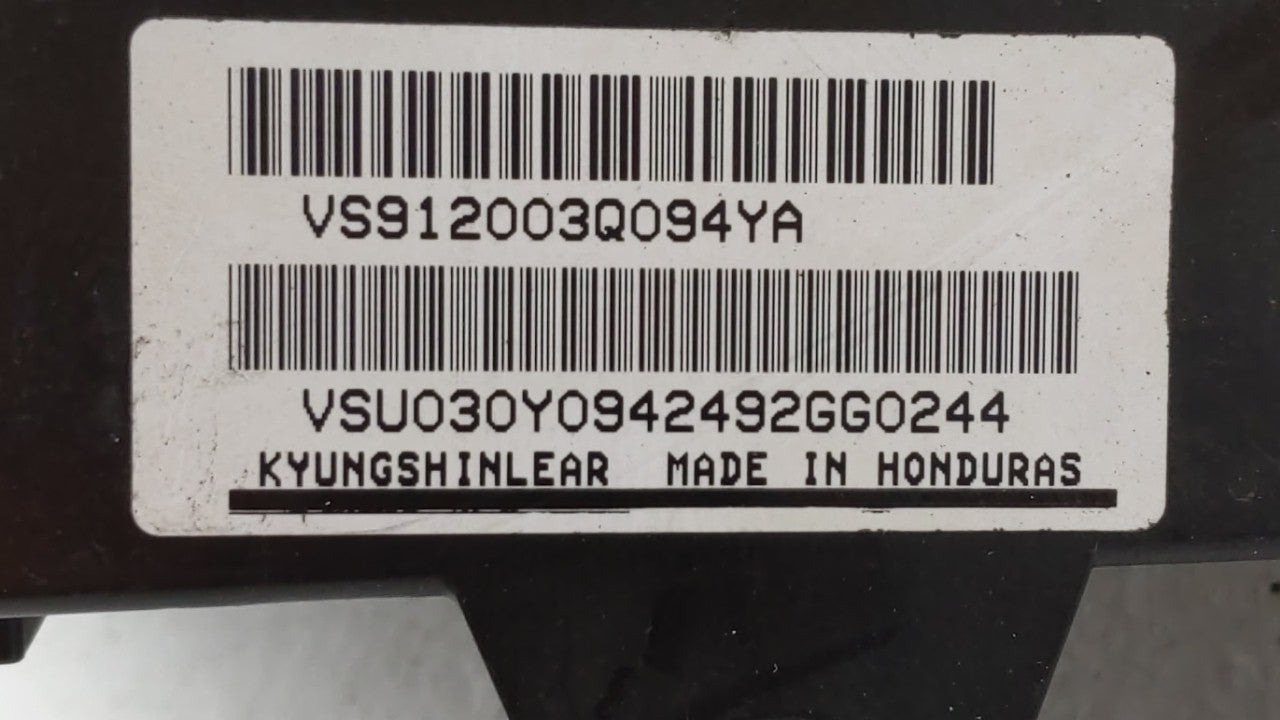 VS912003Q094YA
VSU030Y0942492GG0244
KYUNGSHINLEAR MADE IN HONDURAS